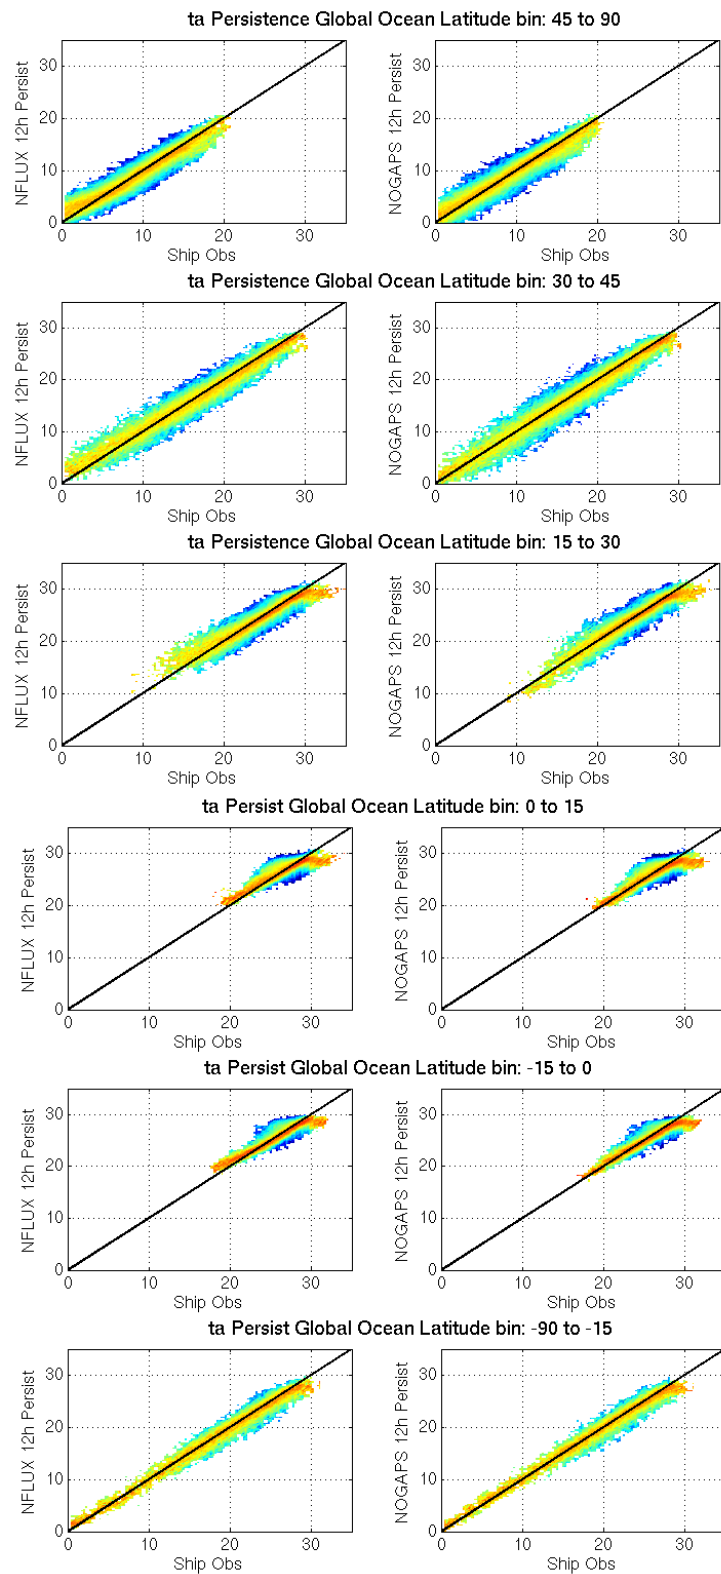 ta Persistence Global Ocean Latitude bin: 45 to 90
NFLUX 12h Persist
30
20
10
0
0 10 20 30
Ship Obs
NOGAPS 12h Persist
30
20
10
0
0 10 20 30
Ship Obs
ta Persistence Global Ocean Latitude bin: 30 to 45
NFLUX 12h Persist
30
20
10
0
0 10 20 30
Ship Obs
NOGAPS 12h Persist
30
20
10
0
0 10 20 30
Ship Obs
ta Persistence Global Ocean Latitude bin: 15 to 30
NFLUX 12h Persist
30
20
10
0
0 10 20 30
Ship Obs
NOGAPS 12h Persist
30
20
10
0
0 10 20 30
Ship Obs
ta Persist Global Ocean Latitude bin: 0 to 15
NFLUX 12h Persist
30
20
10
0
0 10 20 30
Ship Obs
NOGAPS 12h Persist
30
20
10
0
0 10 20 30
Ship Obs
ta Persist Global Ocean Latitude bin: -15 to 0
NFLUX 12h Persist
30
20
10
0
0 10 20 30
Ship Obs
NOGAPS 12h Persist
30
20
10
0
0 10 20 30
Ship Obs
ta Persist Global Ocean Latitude bin: -90 to -15
NFLUX 12h Persist
30
20
10
0
0 10 20 30
Ship Obs
NOGAPS 12h Persist
30
20
10
0
0 10 20 30
Ship Obs